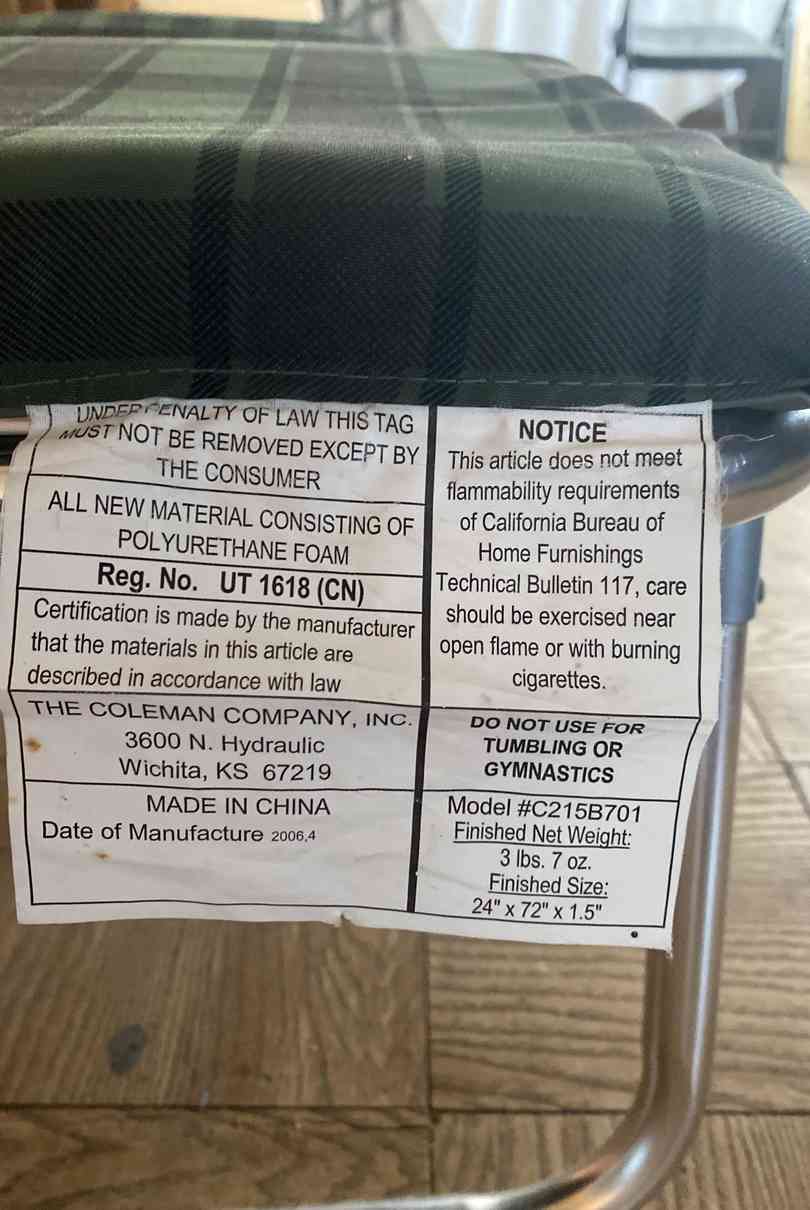 UNDER PENALTY OF LAW THIS TAG
MUST NOT BE REMOVED EXCEPT BY
THE CONSUMER
ALL NEW MATERIAL CONSISTING OF
POLYURETHANE FOAM
Reg. No. UT 1618 (CN)
Certification is made by the manufacturer
that the materials in this article are
described in accordance with law
THE COLEMAN COMPANY, INC.
3600 N. Hydraulic
Wichita, KS 67219
MADE IN CHINA
Date of Manufacture 2006,4
NOTICE
This article does not meet
flammability requirements
of California Bureau of
Home Furnishings
Technical Bulletin 117, care
should be exercised near
open flame or with burning
cigarettes.
DO NOT USE FOR
TUMBLING OR
GYMNASTICS
Model #C215B701
Finished Net Weight:
3 lbs. 7 oz.
Finished Size:
24" x 72" x 1.5"